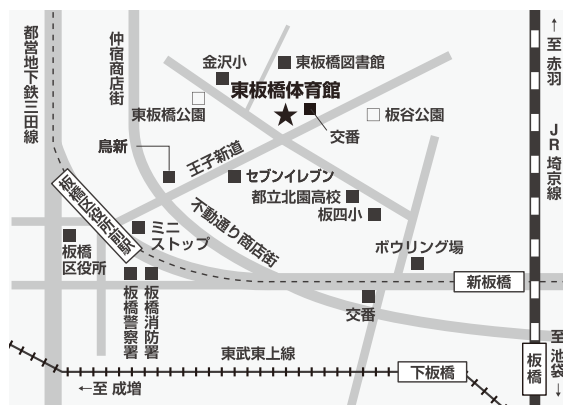 都営地下鉄三田線
仲宿商店街
金沢小
東板橋図書館
東板橋体育館
東板橋公園
交番
板谷公園
鳥新
王子新道
セブンイレブン
都立北園高校
板四小
板橋区役所前駅
ミニ
ストップ
不動通り商店街
板橋
区役所
板橋警察署
板橋消防署
ボウリング場
交番
新板橋
←至 赤羽
JR埼京線
東武東上線
下板橋
板橋
至 池袋→
←至 成増